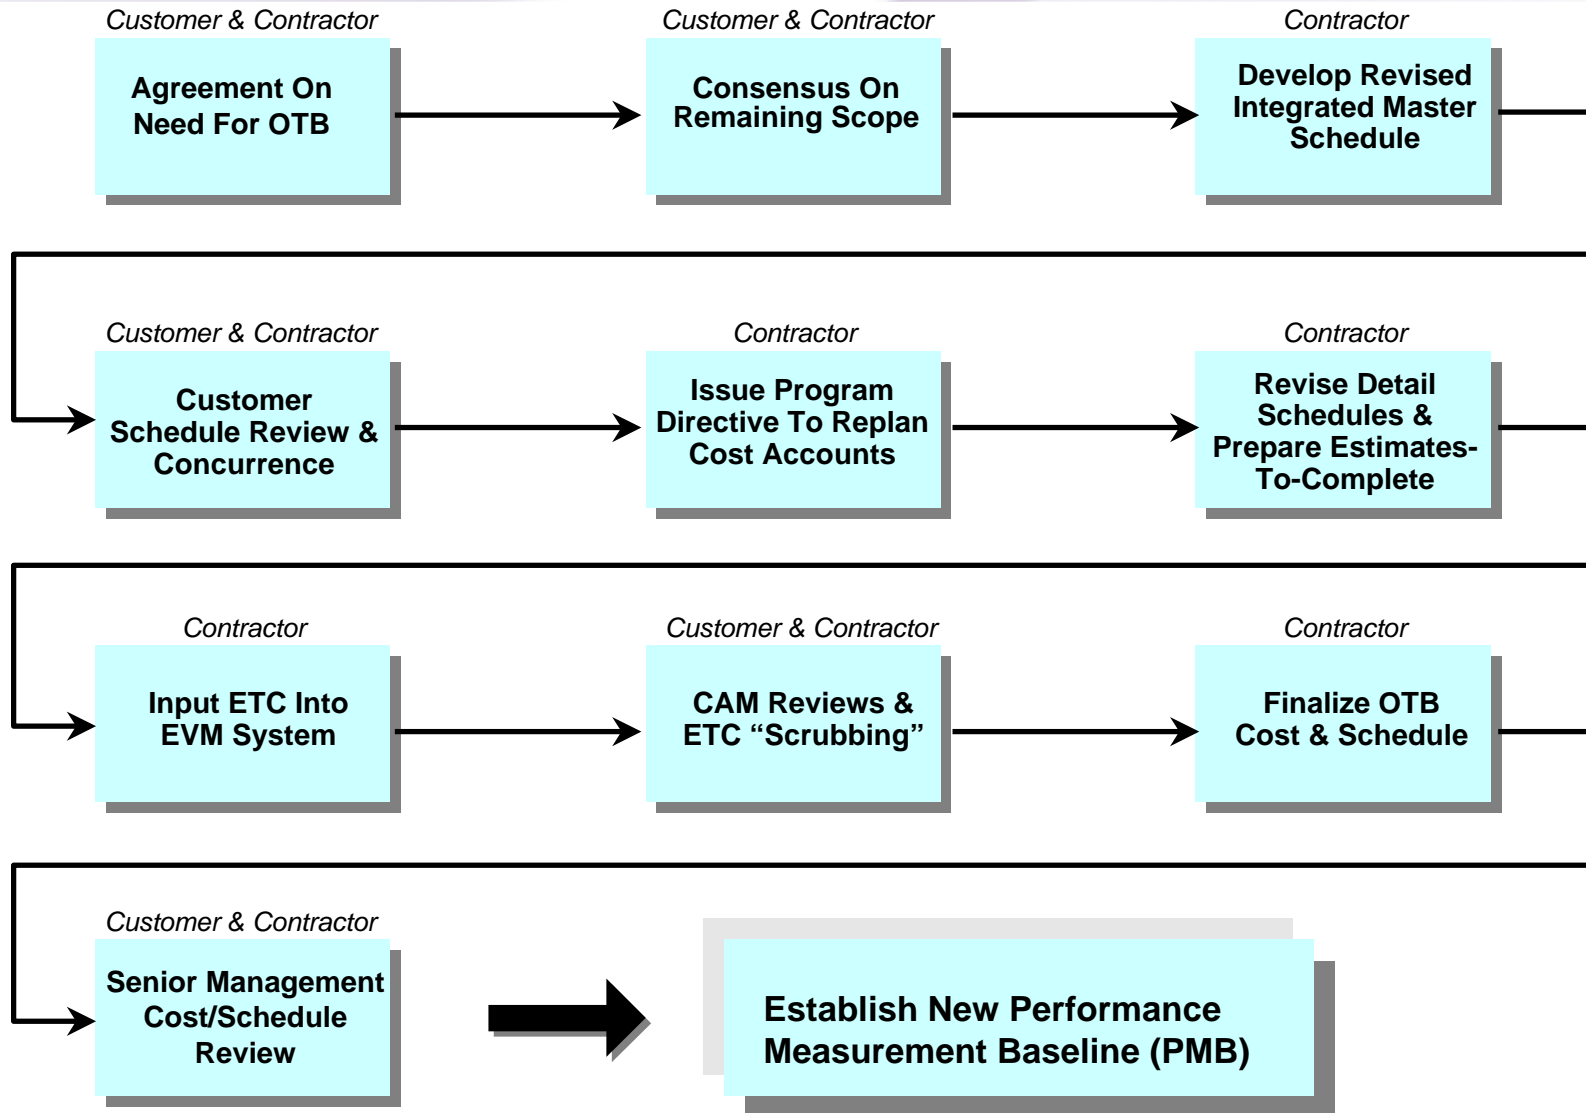 Customer & Contractor
Agreement On
Need For OTB
Customer & Contractor
Consensus On
Remaining Scope
Contractor
Develop Revised
Integrated Master
Schedule
Customer & Contractor
Customer
Schedule Review &
Concurrence
Contractor
Issue Program
Directive To Replan
Cost Accounts
Contractor
Revise Detail
Schedules &
Prepare Estimates-
To-Complete
Contractor
Input ETC Into
EVM System
Customer & Contractor
CAM Reviews &
ETC “Scrubbing”
Contractor
Finalize OTB
Cost & Schedule
Customer & Contractor
Senior Management
Cost/Schedule
Review
Establish New Performance
Measurement Baseline (PMB)